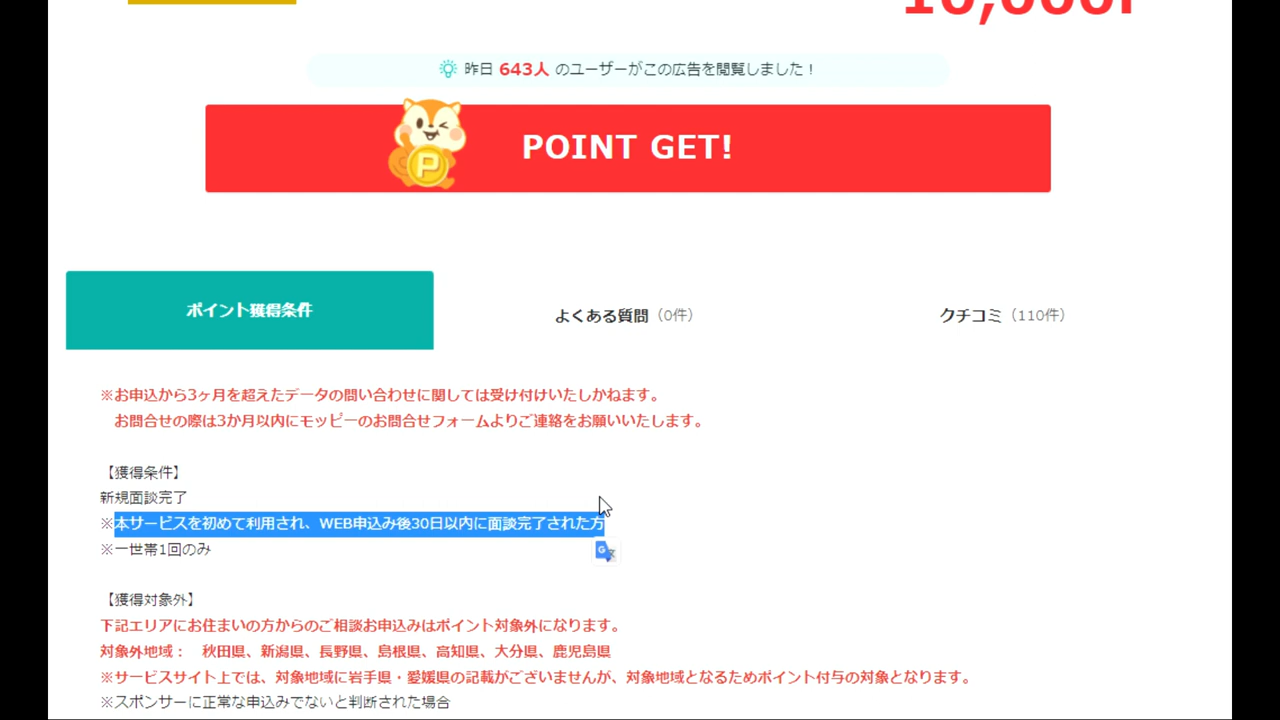 昨日 643人 のユーザーがこの広告を閲覧しました！
POINT GET!
ポイント獲得条件
よくある質問（0件）
クチコミ（110件）
※お申込から3ヶ月を超えたデータの問い合わせに関しては受け付けいたしかねます。
お問合せの際は3か月以内にモッピーのお問合せフォームよりご連絡をお願いいたします。
【獲得条件】
新規面談完了
※本サービスを初めて利用され、WEB申込み後30日以内に面談完了された方
※一世帯1回のみ
【獲得対象外】
下記エリアにお住まいの方からのご相談お申込みはポイント対象外になります。
対象外地域： 秋田県、新潟県、長野県、島根県、高知県、大分県、鹿児島県
※サービスサイト上では、対象地域に岩手県・愛媛県の記載がございませんが、対象地域となるためポイント付与の対象となります。
※スポンサーに正常な申込みでないと判断された場合